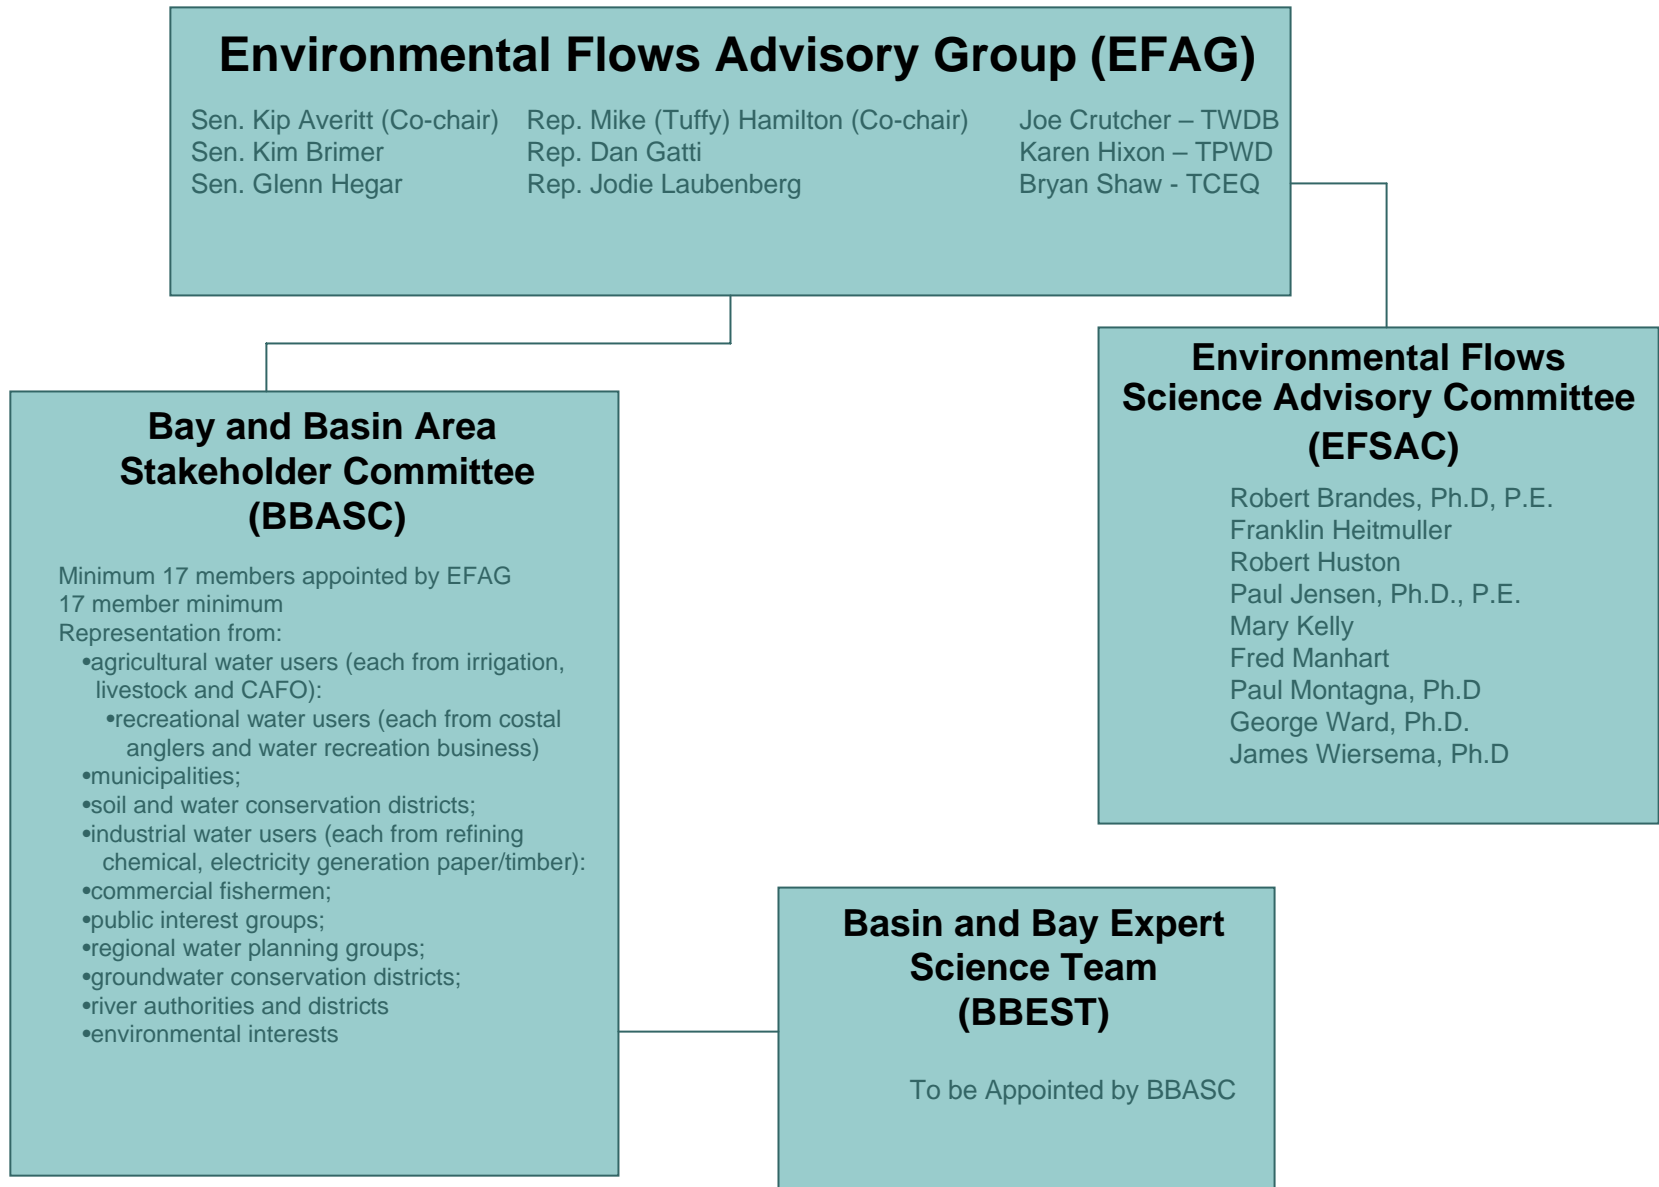 Environmental Flows Advisory Group (EFAG)
Sen. Kip Averitt (Co-chair) Rep. Mike (Tuffy) Hamilton (Co-chair) Joe Crutcher – TWDB
Sen. Kim Brimer Rep. Dan Gatti Karen Hixon – TPWD
Sen. Glenn Hegar Rep. Jodie Laubenberg Bryan Shaw - TCEQ
Environmental Flows
Science Advisory Committee
(EFSAC)
Robert Brandes, Ph.D, P.E.
Franklin Heitmuller
Robert Huston
Paul Jensen, Ph.D., P.E.
Mary Kelly
Fred Manhart
Paul Montagna, Ph.D
George Ward, Ph.D.
James Wiersema, Ph.D
Bay and Basin Area
Stakeholder Committee
(BBASC)
Minimum 17 members appointed by EFAG
17 member minimum
Representation from:
•agricultural water users (each from irrigation,
livestock and CAFO):
•recreational water users (each from costal
anglers and water recreation business)
•municipalities;
•soil and water conservation districts;
•industrial water users (each from refining
chemical, electricity generation paper/timber):
•commercial fishermen;
•public interest groups;
•regional water planning groups;
•groundwater conservation districts;
•river authorities and districts
•environmental interests
Basin and Bay Expert
Science Team
(BBEST)
To be Appointed by BBASC